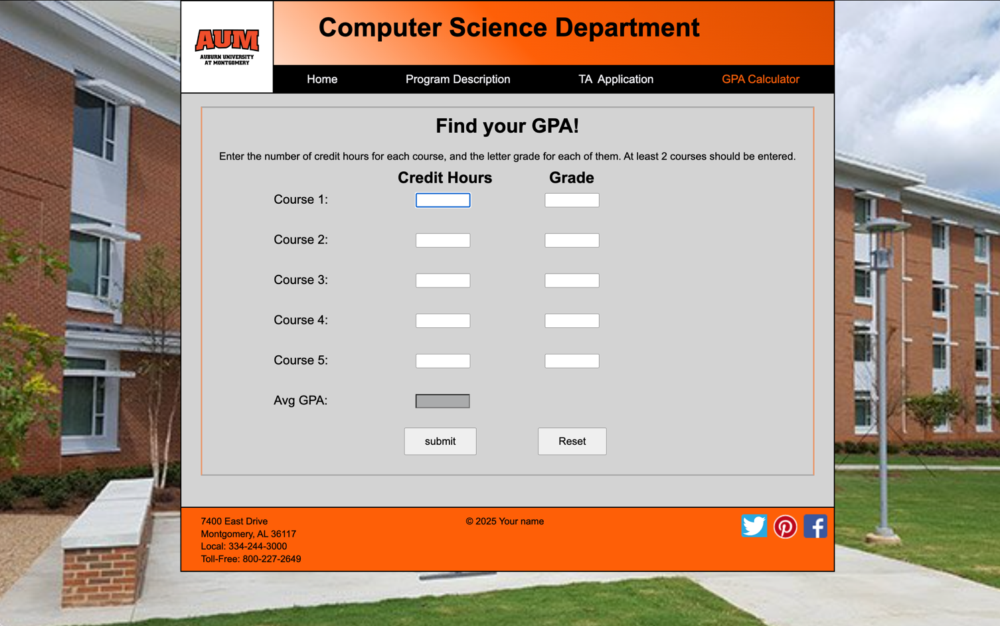 AUM
AUBURN UNIVERSITY
AT MONTGOMERY
Computer Science Department
Home Program Description TA Application GPA Calculator
Find your GPA!
Enter the number of credit hours for each course, and the letter grade for each of them. At least 2 courses should be entered.
Credit Hours Grade
Course 1:
Course 2:
Course 3:
Course 4:
Course 5:
Avg GPA:
submit Reset
7400 East Drive
Montgomery, AL 36117
Local: 334-244-3000
Toll-Free: 800-227-2649
© 2025 Your name